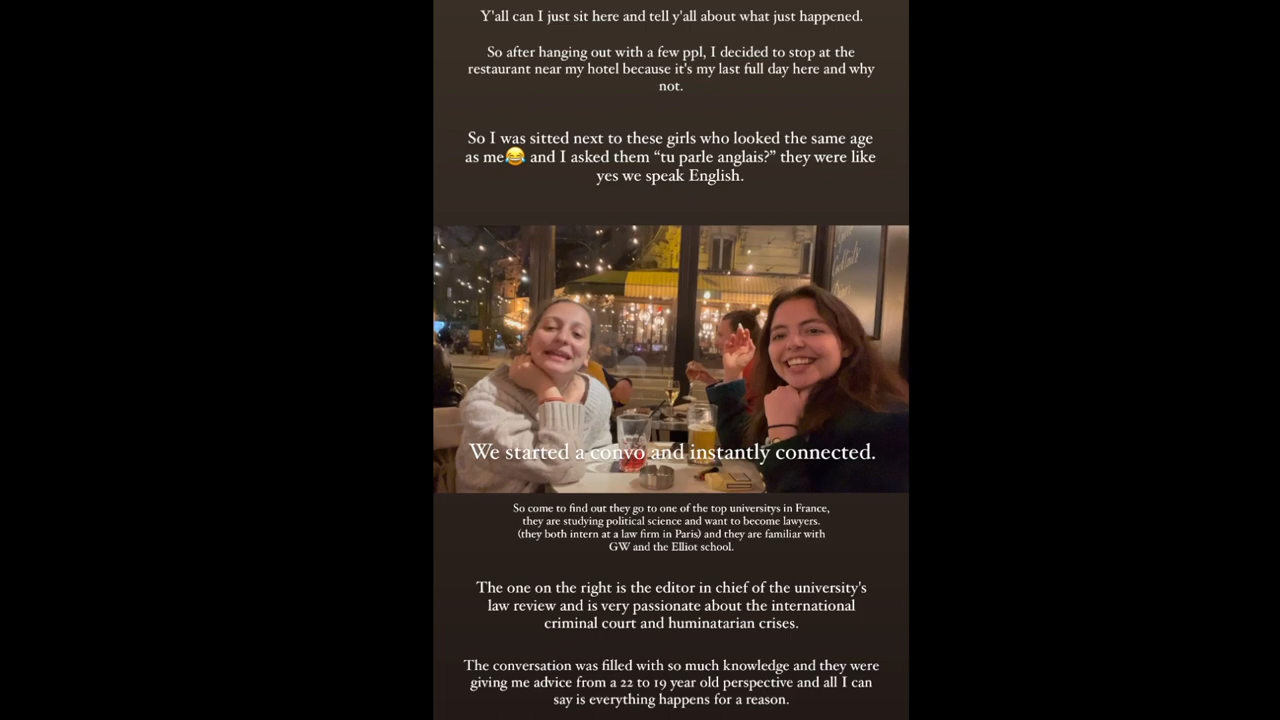 Y'all can I just sit here and tell y'all about what just happened.
So after hanging out with a few ppl, I decided to stop at the
restaurant near my hotel because it's my last full day here and why
not.
So I was sitted next to these girls who looked the same age
as me😂 and I asked them “tu parle anglais?” they were like
yes we speak English.
We started a convo and instantly connected.
So come to find out they go to one of the top universitys in France,
they are studying political science and want to become lawyers.
(they both intern at a law firm in Paris) and they are familiar with
GW and the Elliot school.
The one on the right is the editor in chief of the university's
law review and is very passionate about the international
criminal court and huminatarian crises.
The conversation was filled with so much knowledge and they were
giving me advice from a 22 to 19 year old perspective and all I can
say is everything happens for a reason.